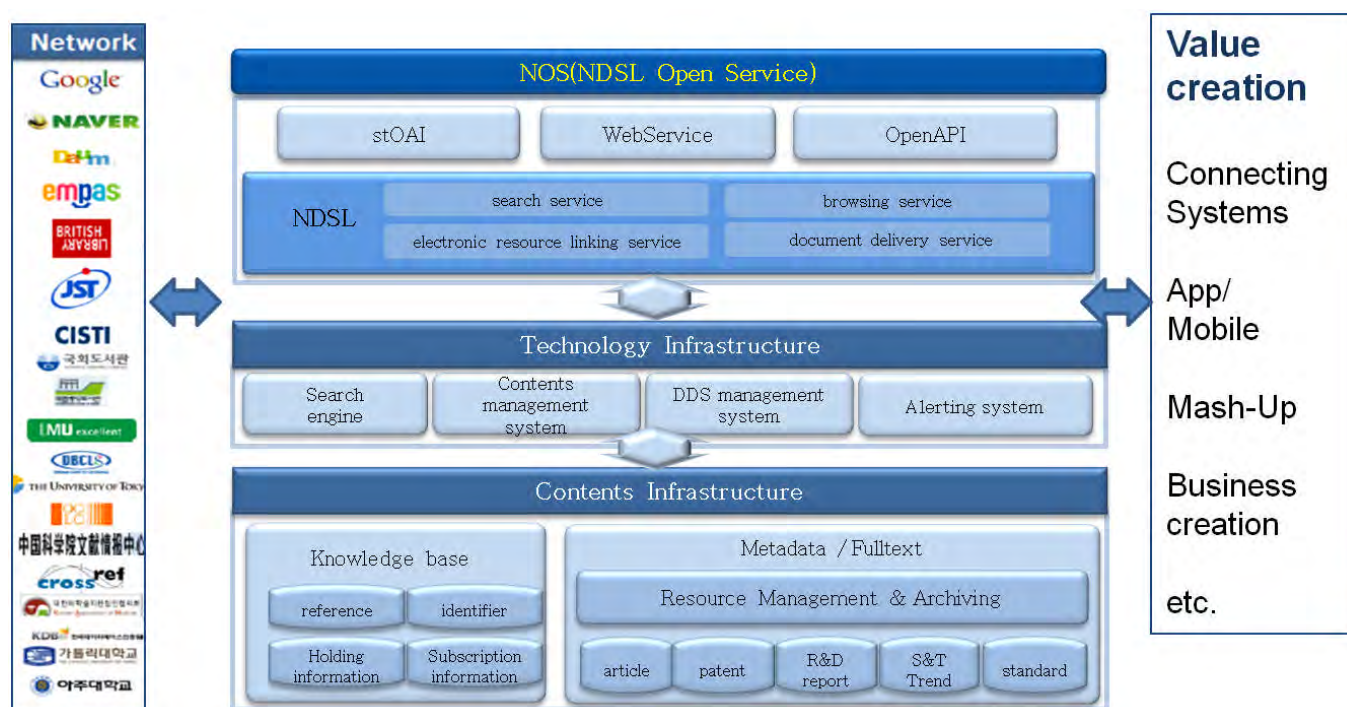 Network
Google
NAVER
Daum
empas
BRITISH
LIBRARY
JST
CISTI
국회도서관
LMU excellent
DBCLS
THE UNIVERSITY OF TOKY
中国科学院文献情报中心
crossref
KDB
가톨릭대학교
아주대학교
NOS(NDSL Open Service)
stOAI
WebService
OpenAPI
NDSL
search service
browsing service
electronic resource linking service
document delivery service
Technology Infrastructure
Search
engine
Contents
management
system
DDS management
system
Alerting system
Contents Infrastructure
Knowledge base
reference
identifier
Holding
information
Subscription
information
Metadata / Fulltext
Resource Management & Archiving
article
patent
R&D
report
S&T
Trend
standard
Value
creation
Connecting
Systems
App/
Mobile
Mash-Up
Business
creation
etc.